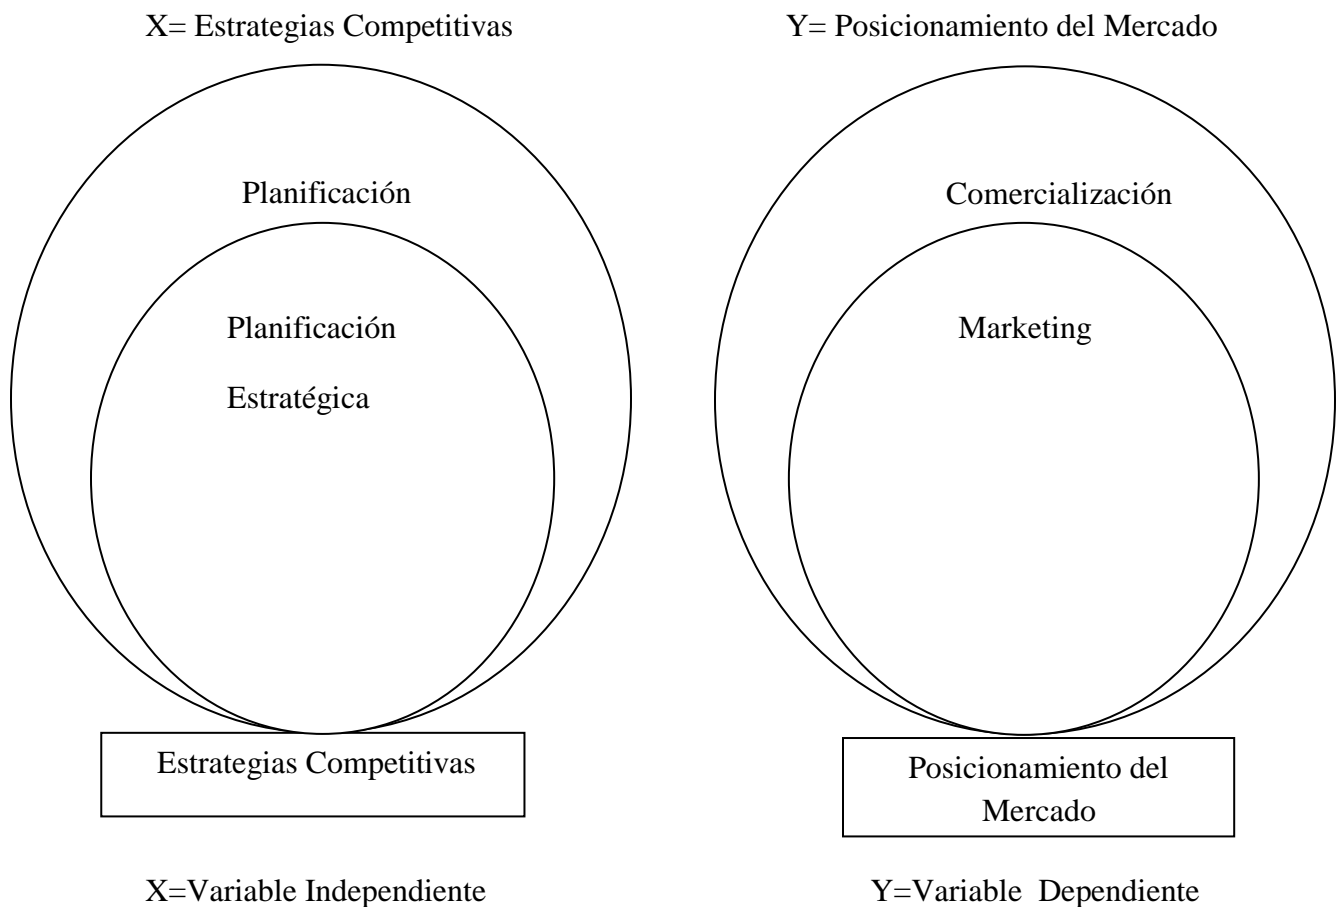 X= Estrategias Competitivas
Y= Posicionamiento del Mercado
Planificación
Comercialización
Planificación
Estratégica
Marketing
Estrategias Competitivas
Posicionamiento del
Mercado
X=Variable Independiente
Y=Variable  Dependiente